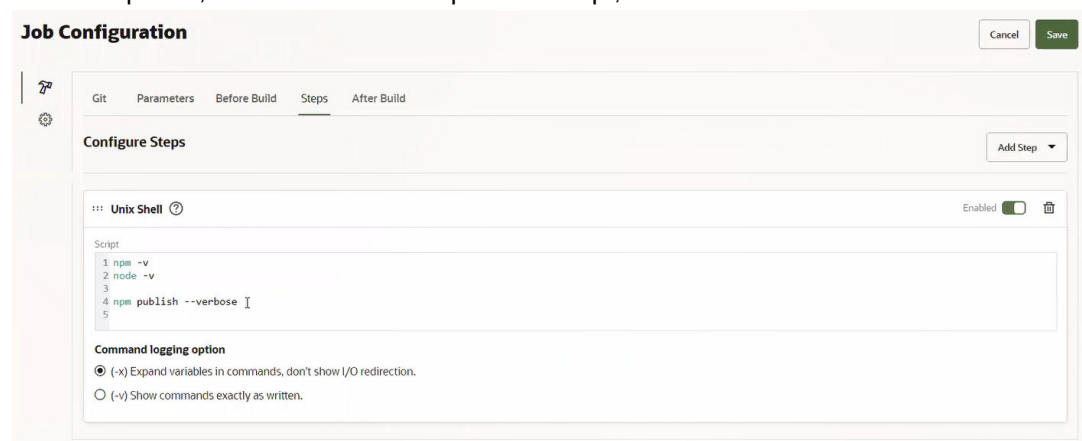 Job Configuration
Cancel Save
Git Parameters Before Build Steps After Build
Configure Steps
Add Step
Unix Shell
Enabled
Script
1 npm -v
2 node -v
3
4 npm publish --verbose
5
Command logging option
(-x) Expand variables in commands, don't show I/O redirection.
(-v) Show commands exactly as written.